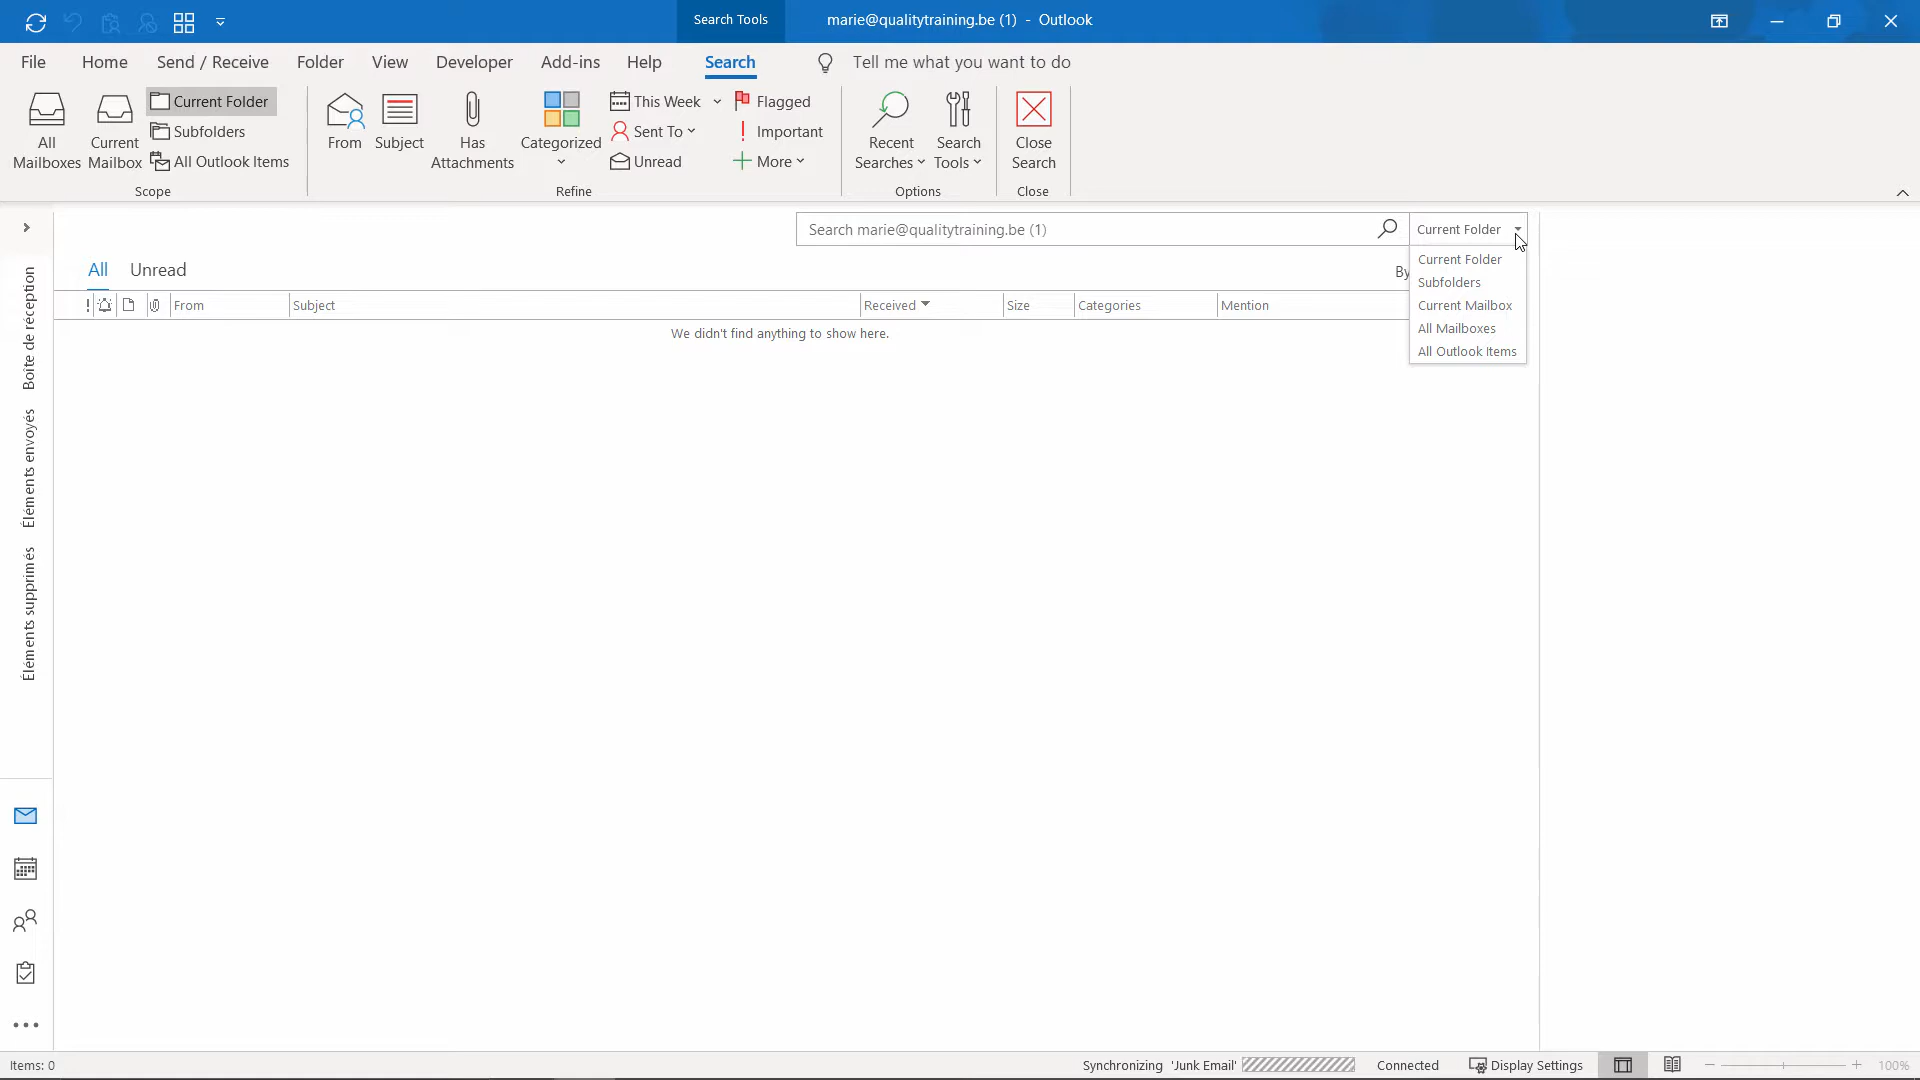 Search Tools
marie@qualitytraining.be (1) - Outlook
File Home Send / Receive Folder View Developer Add-ins Help Search Tell me what you want to do
All Mailboxes
Current Mailbox
Current Folder
Subfolders
All Outlook Items
From
Subject
Has Attachments
Categorized
This Week
Sent To
Unread
Flagged
! Important
More
Recent Searches
Search Tools
Close Search
Scope
Refine
Options
Close
Search marie@qualitytraining.be (1)
Current Folder
All Unread
By
! From Subject Received Size Categories Mention
We didn't find anything to show here.
Current Folder
Subfolders
Current Mailbox
All Mailboxes
All Outlook Items
Boîte de réception
Éléments envoyés
Éléments supprimés
Items: 0
Synchronizing 'Junk Email'
Connected
Display Settings
100%